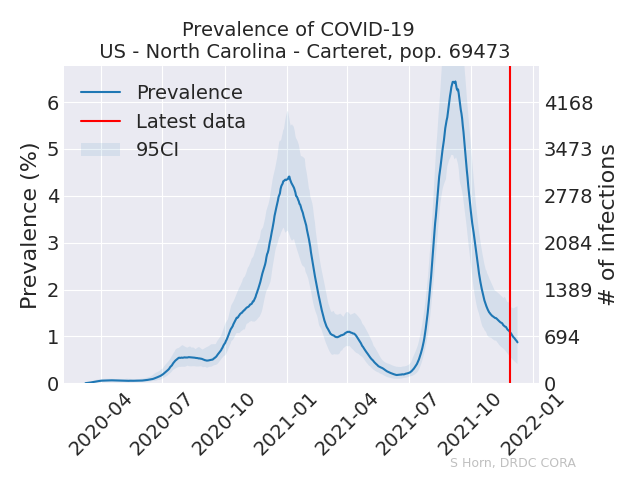 Prevalence of COVID-19
US - North Carolina - Carteret, pop. 69473
Prevalence
Latest data
95CI
Prevalence (%)
6
5
4
3
2
1
0
4168
3473
2778
2084
1389
694
0
# of infections
2020-04
2020-07
2020-10
2021-01
2021-04
2021-07
2021-10
2022-01
S Horn, DRDC CORA